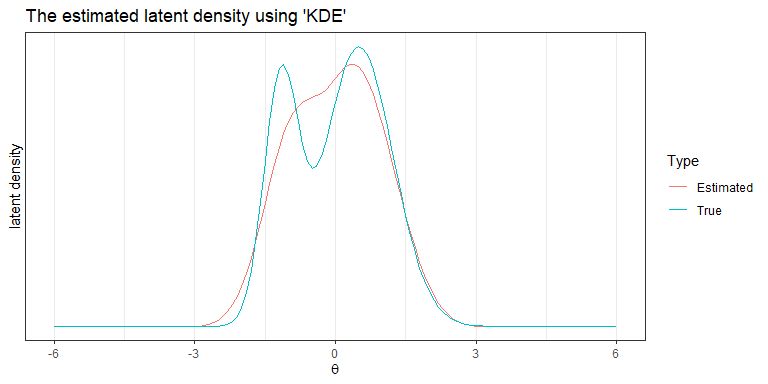 The estimated latent density using 'KDE'
latent density
Type
Estimated
True
-6
-3
0
3
6
θ